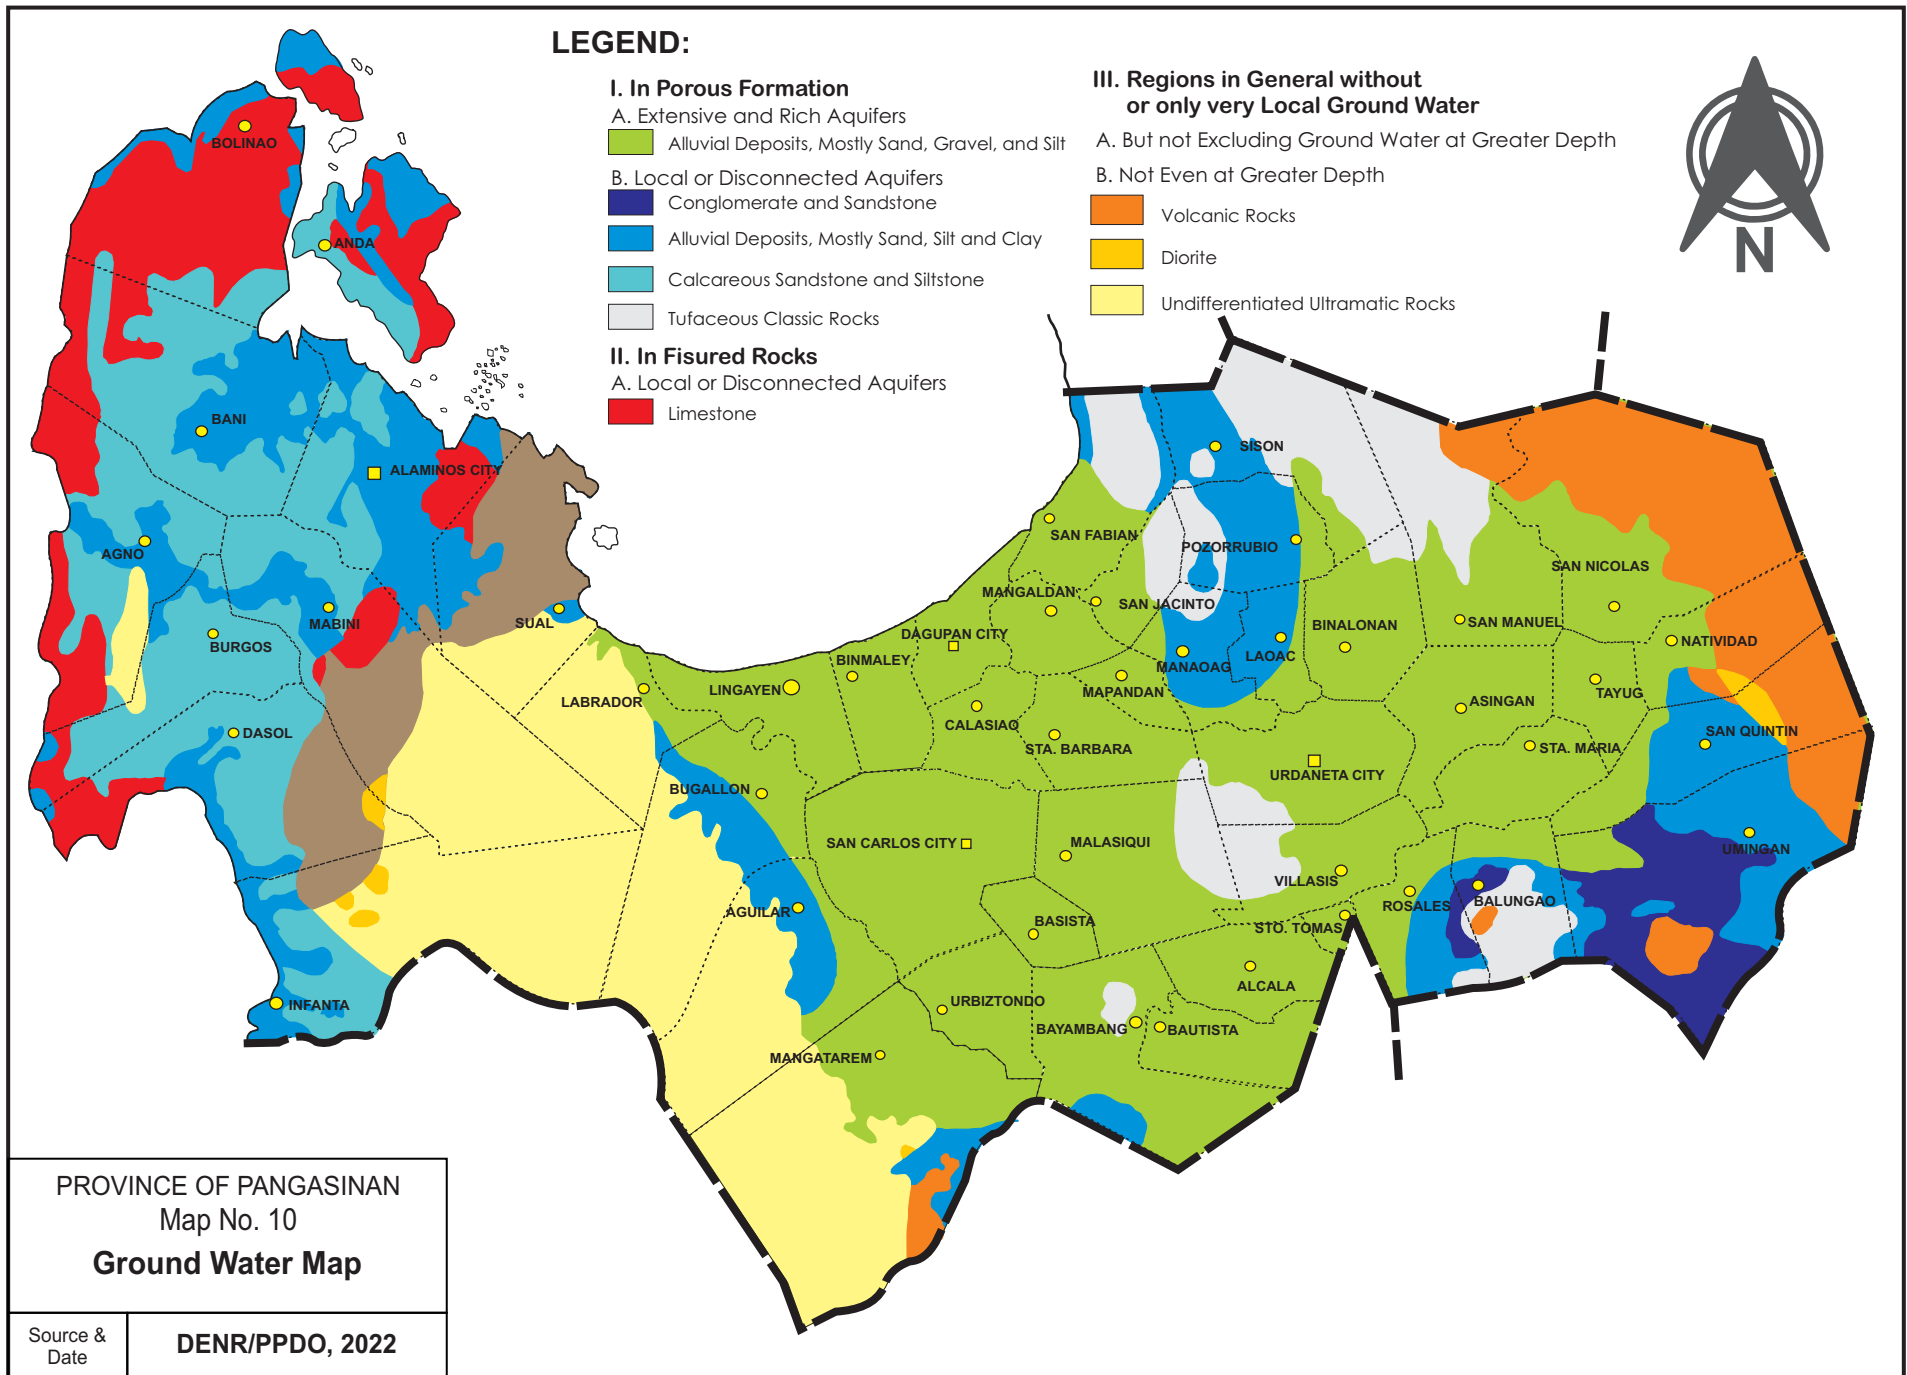 LEGEND:
I. In Porous Formation
A. Extensive and Rich Aquifers
Alluvial Deposits, Mostly Sand, Gravel, and Silt
B. Local or Disconnected Aquifers
Conglomerate and Sandstone
Alluvial Deposits, Mostly Sand, Silt and Clay
Calcareous Sandstone and Siltstone
Tufaceous Classic Rocks
II. In Fisured Rocks
A. Local or Disconnected Aquifers
Limestone
III. Regions in General without
or only very Local Ground Water
A. But not Excluding Ground Water at Greater Depth
B. Not Even at Greater Depth
Volcanic Rocks
Diorite
Undifferentiated Ultramatic Rocks
N
BOLINAO
ANDA
BANI
ALAMINOS CITY
AGNO
MABINI
SUAL
BURGOS
DASOL
INFANTA
LABRADOR
LINGAYEN
BINMALEY
DAGUPAN CITY
CALASIAO
MANGALDAN
SAN FABIAN
SAN JACINTO
MAPANDAN
STA. BARBARA
SISON
POZORRUBIO
MANAOAG
LAOAC
BINALONAN
SAN MANUEL
SAN NICOLAS
NATIVIDAD
TAYUG
ASINGAN
STA. MARIA
SAN QUINTIN
URDANETA CITY
UMINGAN
BUGALLON
SAN CARLOS CITY
MALASIQUI
VILLASIS
ROSALES
BALUNGAO
AGUILAR
BASISTA
STO. TOMAS
ALCALA
URBIZTONDO
BAYAMBANG
BAUTISTA
MANGATAREM
PROVINCE OF PANGASINAN
Map No. 10
Ground Water Map
Source &
Date
DENR/PPDO, 2022